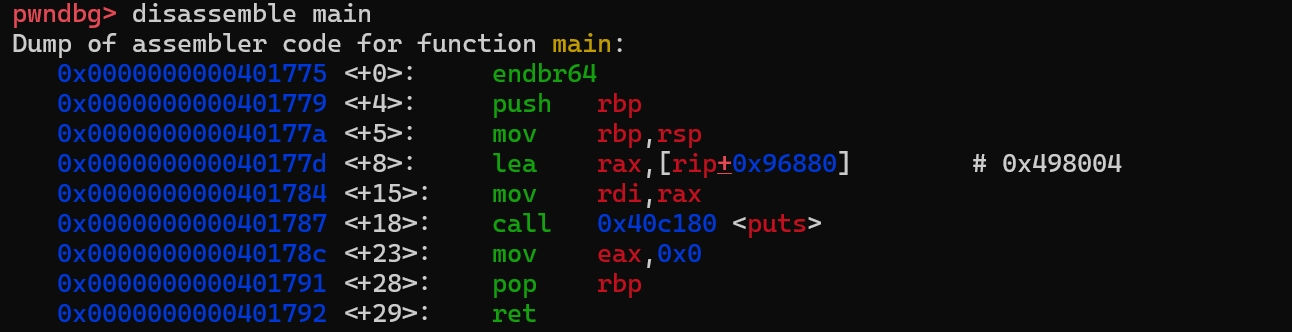 pwndbg> disassemble main
Dump of assembler code for function main:
0x0000000000401775 <+0>: endbr64
0x0000000000401779 <+4>: push rbp
0x000000000040177a <+5>: mov rbp,rsp
0x000000000040177d <+8>: lea rax,[rip+0x96880] # 0x498004
0x0000000000401784 <+15>: mov rdi,rax
0x0000000000401787 <+18>: call 0x40c180 <puts>
0x000000000040178c <+23>: mov eax,0x0
0x0000000000401791 <+28>: pop rbp
0x0000000000401792 <+29>: ret